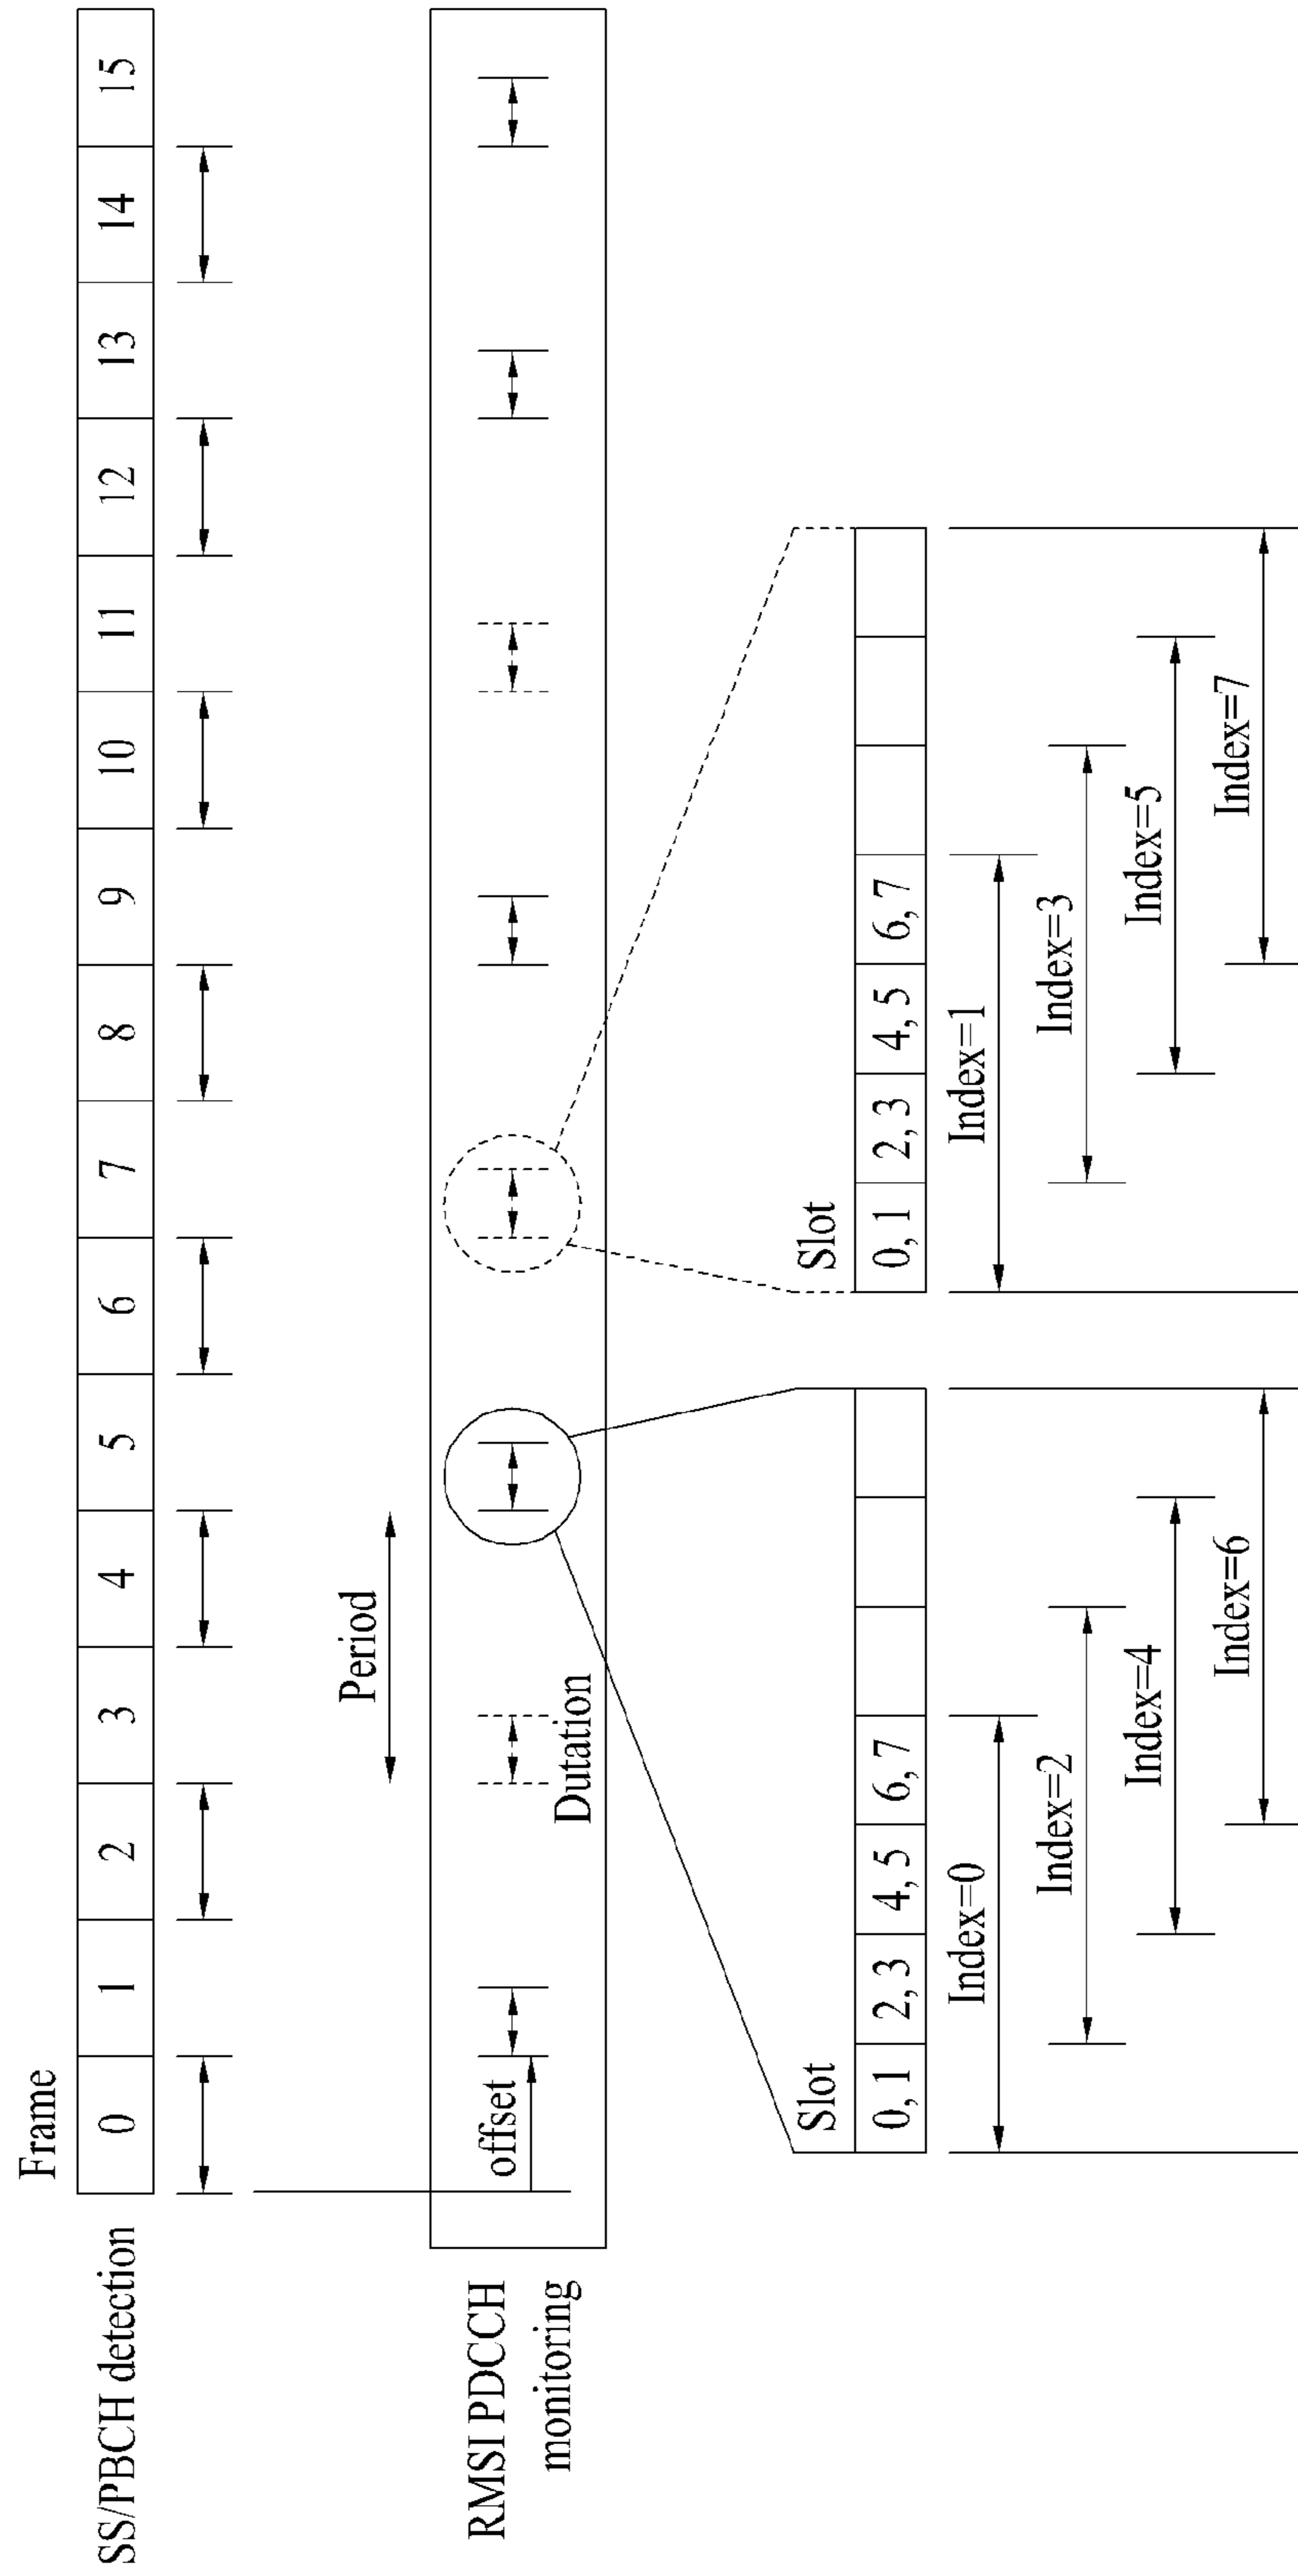 Frame
SS/PBCH detection
0 1 2 3 4 5 6 7 8 9 10 11 12 13 14 15
Period
RMSI PDCCH
monitoring
offset
Dutation
Slot
0, 1 2, 3 4, 5 6, 7
Index=0
Index=2
Index=4
Index=6
Slot
0, 1 2, 3 4, 5 6, 7
Index=1
Index=3
Index=5
Index=7